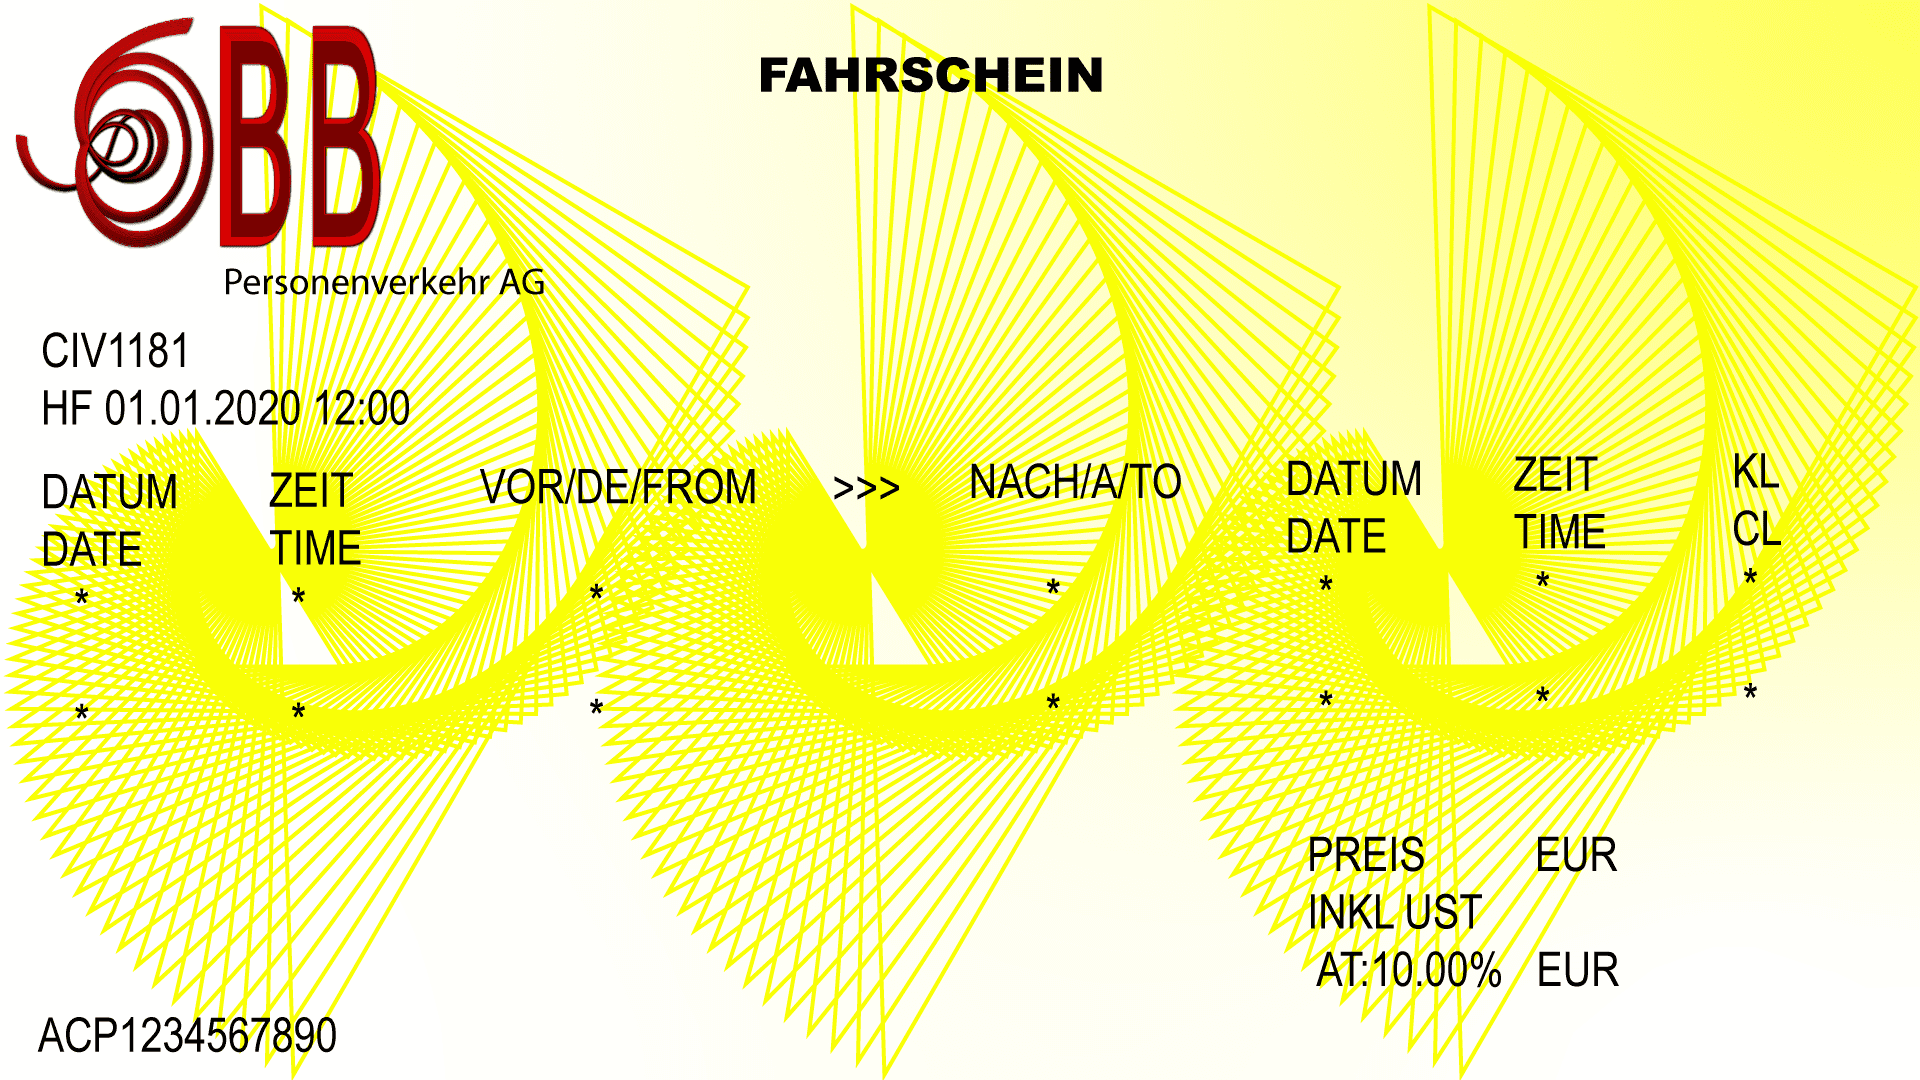 ÖBB
FAHRSCHEIN
Personenverkehr AG
CIV1181
HF 01.01.2020 12:00
DATUM ZEIT VOR/DE/FROM >>> NACH/A/TO DATUM ZEIT KL
DATE TIME DATE TIME CL
* * * * * * *
* * * * * * *
PREIS EUR
INKL UST
AT:10.00% EUR
ACP1234567890